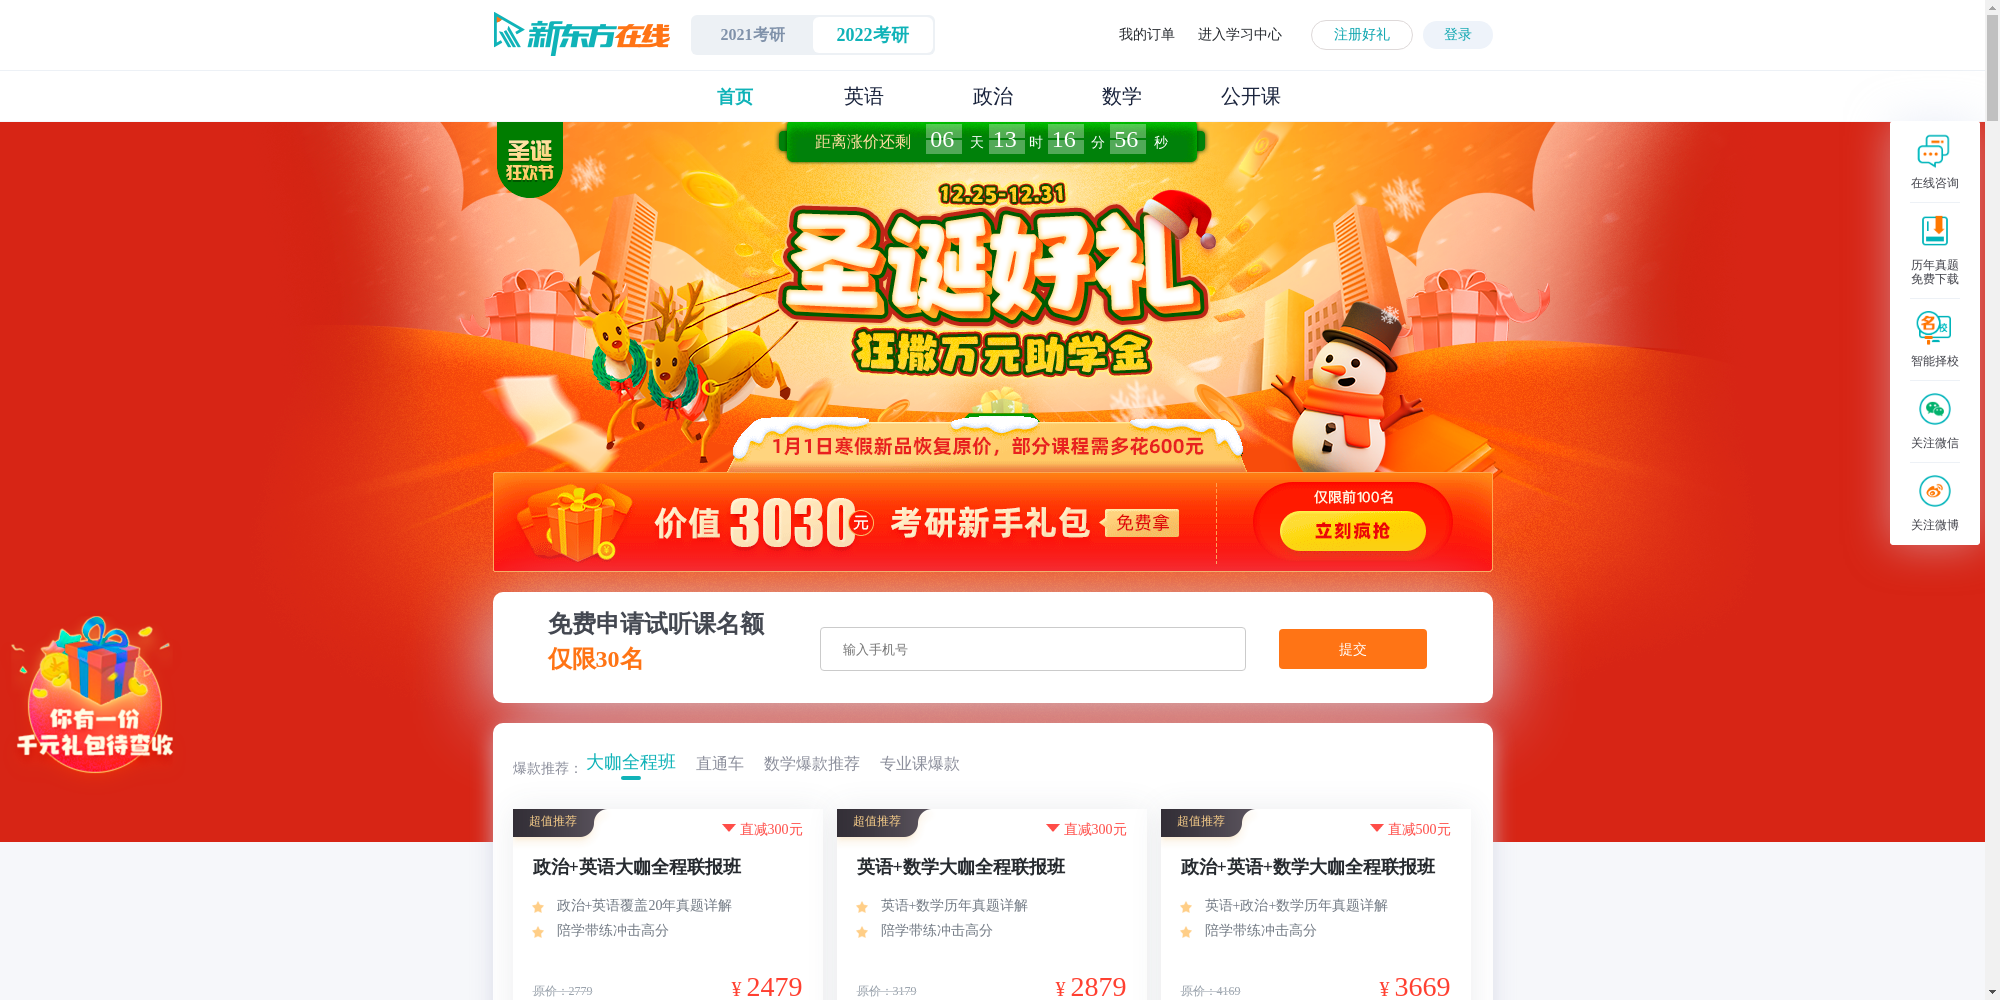 新东方在线
2021考研
2022考研
我的订单
进入学习中心
注册好礼
登录
首页
英语
政治
数学
公开课
圣诞
狂欢节
距离涨价还剩 06 天 13 时 16 分 56 秒
12.25-12.31
圣诞好礼
狂撒万元助学金
1月1日寒假新品恢复原价，部分课程需多花600元
价值3030元 考研新手礼包 免费拿
仅限前100名
立刻疯抢
在线咨询
历年真题
免费下载
名
校
智能择校
关注微信
关注微博
你有一份
千元礼包待查收
免费申请试听课名额
仅限30名
输入手机号
提交
爆款推荐：
大咖全程班
直通车
数学爆款推荐
专业课爆款
超值推荐
直减300元
政治+英语大咖全程联报班
政治+英语覆盖20年真题详解
陪学带练冲击高分
原价：2779
¥ 2479
超值推荐
直减300元
英语+数学大咖全程联报班
英语+数学历年真题详解
陪学带练冲击高分
原价：3179
¥ 2879
超值推荐
直减500元
政治+英语+数学大咖全程联报班
英语+政治+数学历年真题详解
陪学带练冲击高分
原价：4169
¥ 3669